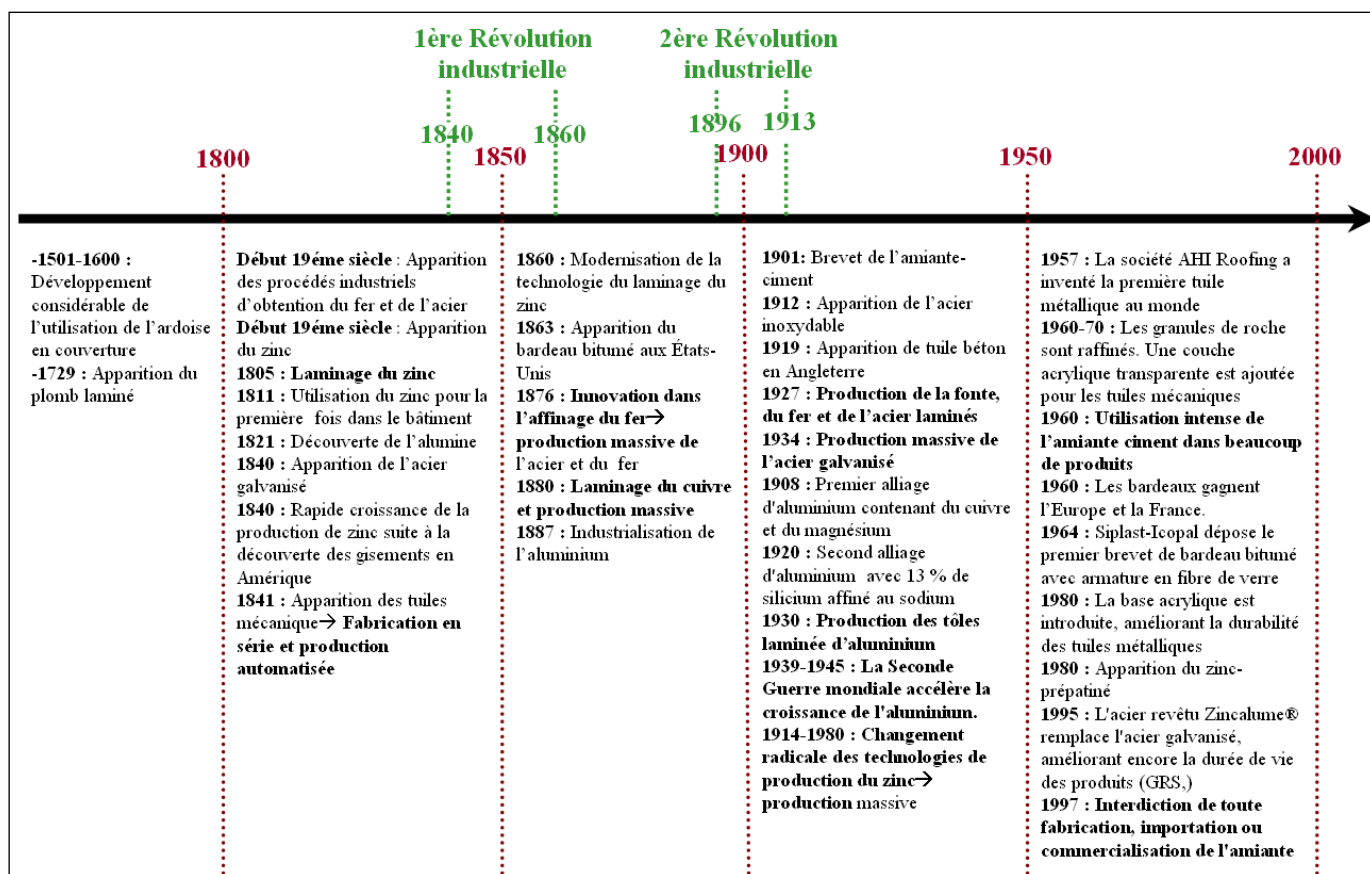 1ère Révolution
industrielle
2ère Révolution
industrielle
1840
1860
1896
1913
1800
1850
1900
1950
2000
-1501-1600 :
Développement
considérable de
l’utilisation de l’ardoise
en couverture
-1729 : Apparition du
plomb laminé
Début 19éme siècle : Apparition
des procédés industriels
d’obtention du fer et de l’acier
Début 19éme siècle : Apparition
du zinc
1805 : Laminage du zinc
1811 : Utilisation du zinc pour la
première fois dans le bâtiment
1821 : Découverte de l’alumine
1840 : Apparition de l’acier
galvanisé
1840 : Rapide croissance de la
production de zinc suite à la
découverte des gisements en
Amérique
1841 : Apparition des tuiles
mécanique→ Fabrication en
série et production
automatisée
1860 : Modernisation de la
technologie du laminage du
zinc
1863 : Apparition du
bardeau bitumé aux États-
Unis
1876 : Innovation dans
l’affinage du fer→
production massive de
l’acier et du fer
1880 : Laminage du cuivre
et production massive
1887 : Industrialisation de
l’aluminium
1901: Brevet de l’amiante-
ciment
1912 : Apparition de l’acier
inoxydable
1919 : Apparition de tuile béton
en Angleterre
1927 : Production de la fonte,
du fer et de l’acier laminés
1934 : Production massive de
l’acier galvanisé
1908 : Premier alliage
d'aluminium contenant du cuivre
et du magnésium
1920 : Second alliage
d'aluminium avec 13 % de
silicium affiné au sodium
1930 : Production des tôles
laminée d’aluminium
1939-1945 : La Seconde
Guerre mondiale accélère la
croissance de l'aluminium.
1914-1980 : Changement
radicale des technologies de
production du zinc→
production massive
1957 : La société AHI Roofing a
inventé la première tuile
métallique au monde
1960-70 : Les granules de roche
sont raffinés. Une couche
acrylique transparente est ajoutée
pour les tuiles mécaniques
1960 : Utilisation intense de
l’amiante ciment dans beaucoup
de produits
1960 : Les bardeaux gagnent
l’Europe et la France.
1964 : Siplast-Icopal dépose le
premier brevet de bardeau bitumé
avec armature en fibre de verre
1980 : La base acrylique est
introduite, améliorant la durabilité
des tuiles métalliques
1980 : Apparition du zinc-
prépatiné
1995 : L'acier revêtu Zincalume®
remplace l'acier galvanisé,
améliorant encore la durée de vie
des produits (GRS,)
1997 : Interdiction de toute
fabrication, importation ou
commercialisation de l'amiante